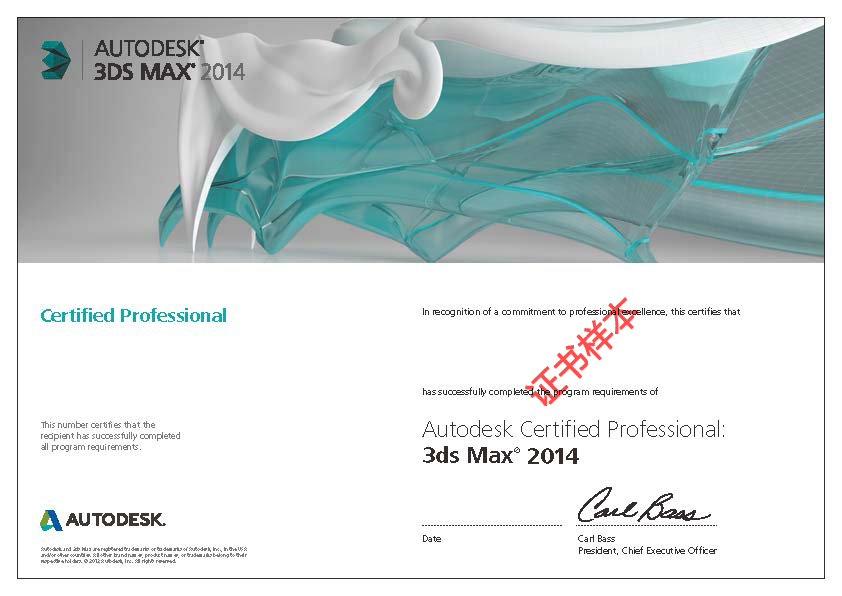 AUTODESK®
3DS MAX® 2014
Certified Professional
In recognition of a commitment to professional excellence, this certifies that
证书样本
has successfully completed the program requirements of
This number certifies that the
recipient has successfully completed
all program requirements.
Autodesk Certified Professional:
3ds Max® 2014
Carl Bass
AUTODESK.
Date
Carl Bass
President, Chief Executive Officer
Autodesk and 3ds Max are registered trademarks or trademarks of Autodesk, Inc., in the USA
and/or other countries. All other brand names, product names, or trademarks belong to their
respective holders. © 2012 Autodesk, Inc. All rights reserved.